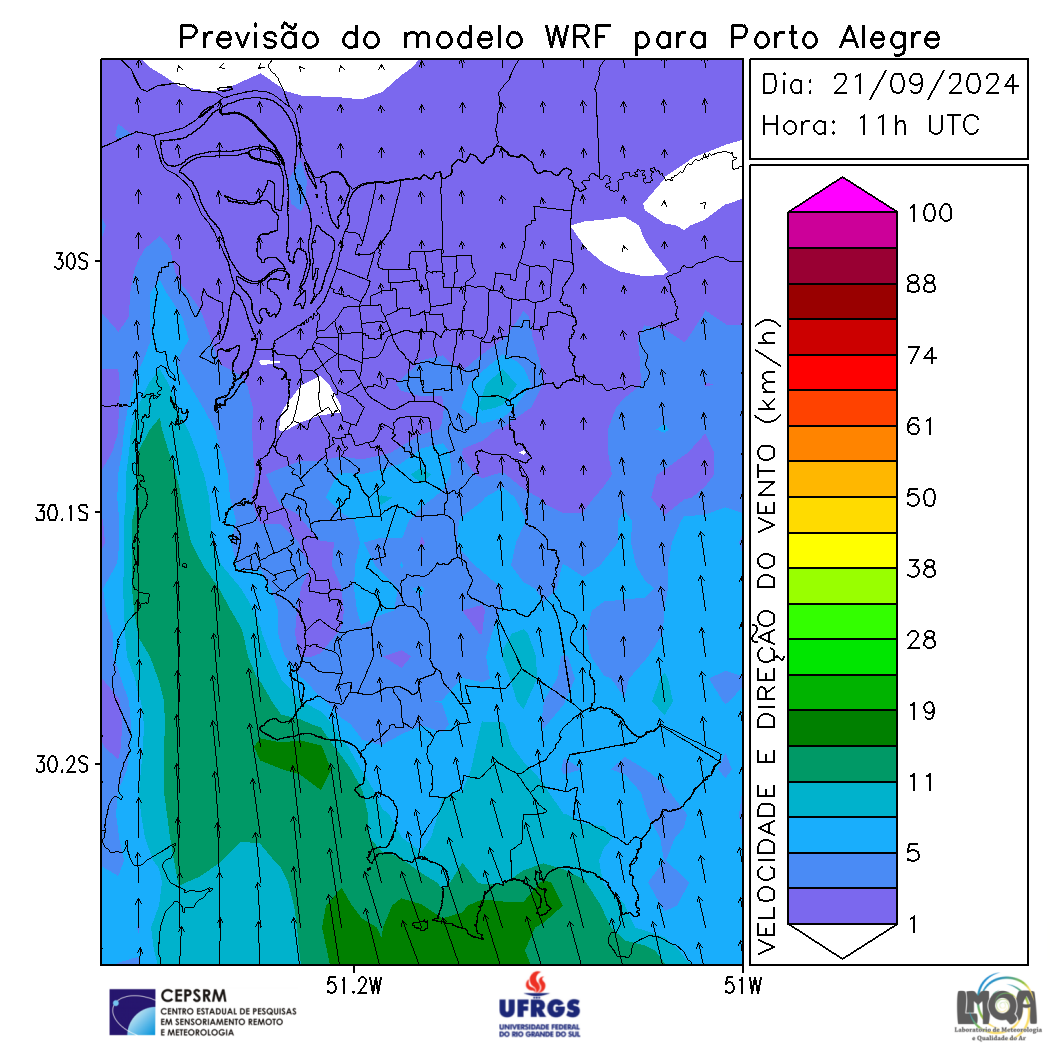 Previsão do modelo WRF para Porto Alegre
Dia: 21/09/2024
Hora: 11h UTC
30S
30.1S
30.2S
51.2W
51W
VELOCIDADE E DIREÇÃO DO VENTO (km/h)
100
88
74
61
50
38
28
19
11
5
1
CEPSRM
CENTRO ESTADUAL DE PESQUISAS
EM SENSORIAMENTO REMOTO
E METEOROLOGIA
UFRGS
UNIVERSIDADE FEDERAL
DO RIO GRANDE DO SUL
LMQA
Laboratório de Meteorologia
e Qualidade do Ar